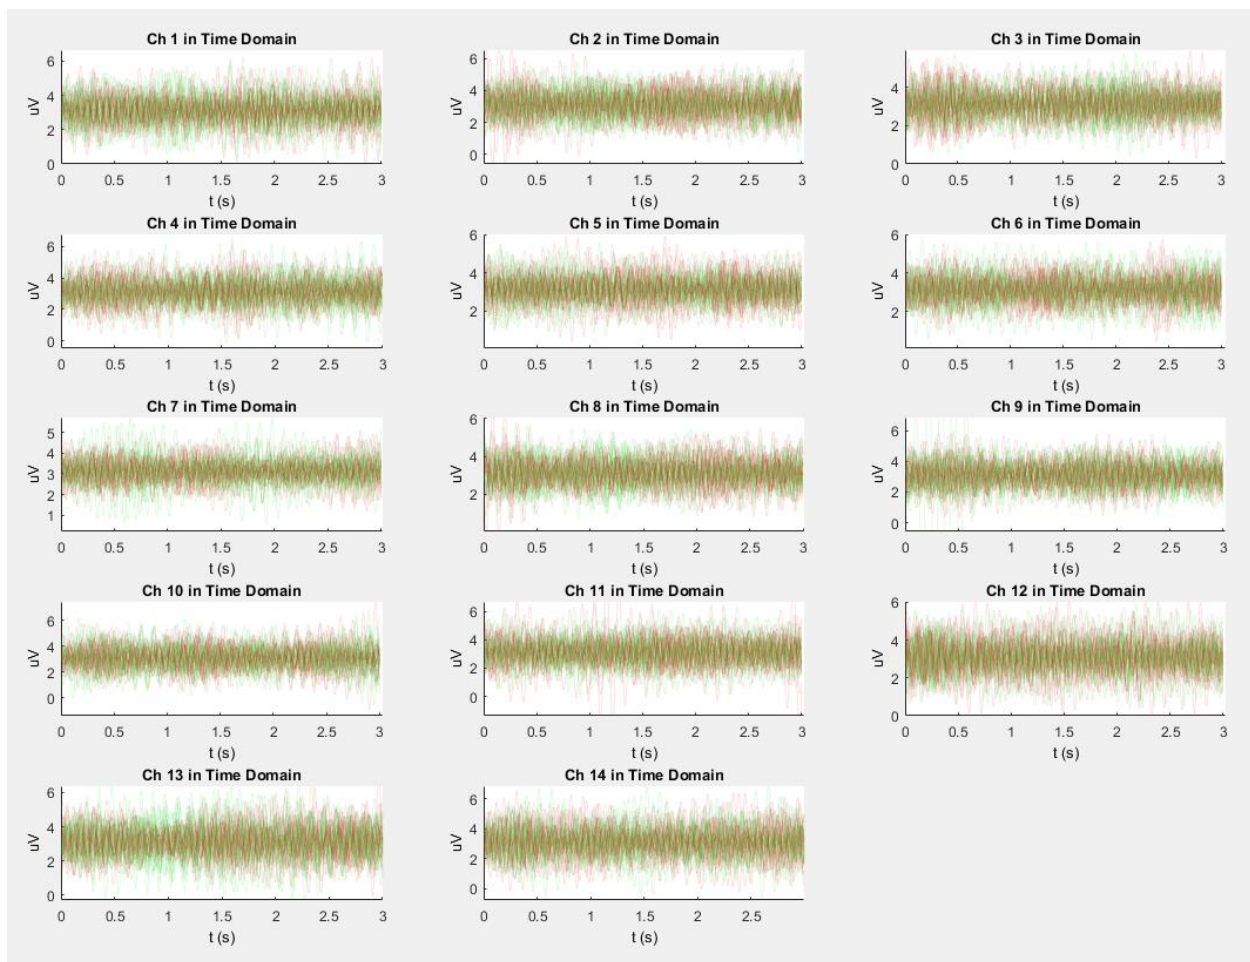 Ch 1 in Time Domain
6
4
2
0
uV
0 0.5 1 1.5 2 2.5 3
t (s)
Ch 2 in Time Domain
6
4
2
0
uV
0 0.5 1 1.5 2 2.5 3
t (s)
Ch 3 in Time Domain
4
2
0
uV
0 0.5 1 1.5 2 2.5 3
t (s)
Ch 4 in Time Domain
6
4
2
0
uV
0 0.5 1 1.5 2 2.5 3
t (s)
Ch 5 in Time Domain
6
4
2
uV
0 0.5 1 1.5 2 2.5 3
t (s)
Ch 6 in Time Domain
6
4
2
uV
0 0.5 1 1.5 2 2.5 3
t (s)
Ch 7 in Time Domain
5
4
3
2
1
uV
0 0.5 1 1.5 2 2.5 3
t (s)
Ch 8 in Time Domain
6
4
2
uV
0 0.5 1 1.5 2 2.5 3
t (s)
Ch 9 in Time Domain
6
4
2
0
uV
0 0.5 1 1.5 2 2.5 3
t (s)
Ch 10 in Time Domain
6
4
2
0
uV
0 0.5 1 1.5 2 2.5 3
t (s)
Ch 11 in Time Domain
6
4
2
0
uV
0 0.5 1 1.5 2 2.5 3
t (s)
Ch 12 in Time Domain
6
4
2
0
uV
0 0.5 1 1.5 2 2.5 3
t (s)
Ch 13 in Time Domain
6
4
2
0
uV
0 0.5 1 1.5 2 2.5 3
t (s)
Ch 14 in Time Domain
6
4
2
0
uV
0 0.5 1 1.5 2 2.5
t (s)